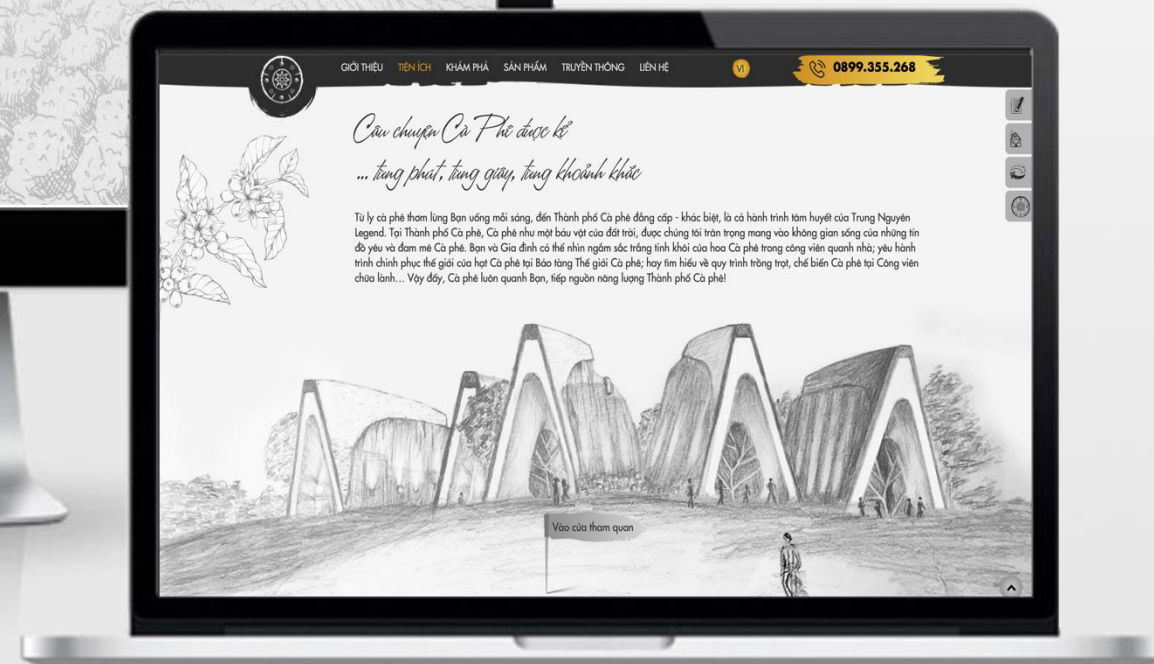 GIỚI THIỆU TIỆN ÍCH KHÁM PHÁ SẢN PHẨM TRUYỀN THÔNG LIÊN HỆ VI 0899.355.268
Câu chuyện Cà Phê được kể
... từng phút, từng giây, từng khoảnh khắc
Từ ly cà phê thơm lừng Bạn uống mỗi sáng, đến Thành phố Cà phê đẳng cấp - khác biệt, là cả hành trình tâm huyết của Trung Nguyên
Legend. Tại Thành phố Cà phê, Cà phê như một báu vật của đất trời, được chúng tôi trân trọng mang vào không gian sống của những tín
đồ yêu và đam mê Cà phê. Bạn và Gia đình có thể nhìn ngắm sắc trắng tinh khôi của hoa Cà phê trong công viên quanh nhà; yêu hành
trình chinh phục thế giới của hạt Cà phê tại Bảo tàng Thế giới Cà phê; hay tìm hiểu về quy trình trồng trọt, chế biến Cà phê tại Công viên
chữa lành... Vậy đấy, Cà phê luôn quanh Bạn, tiếp nguồn năng lượng Thành phố Cà phê!
Vào cửa tham quan